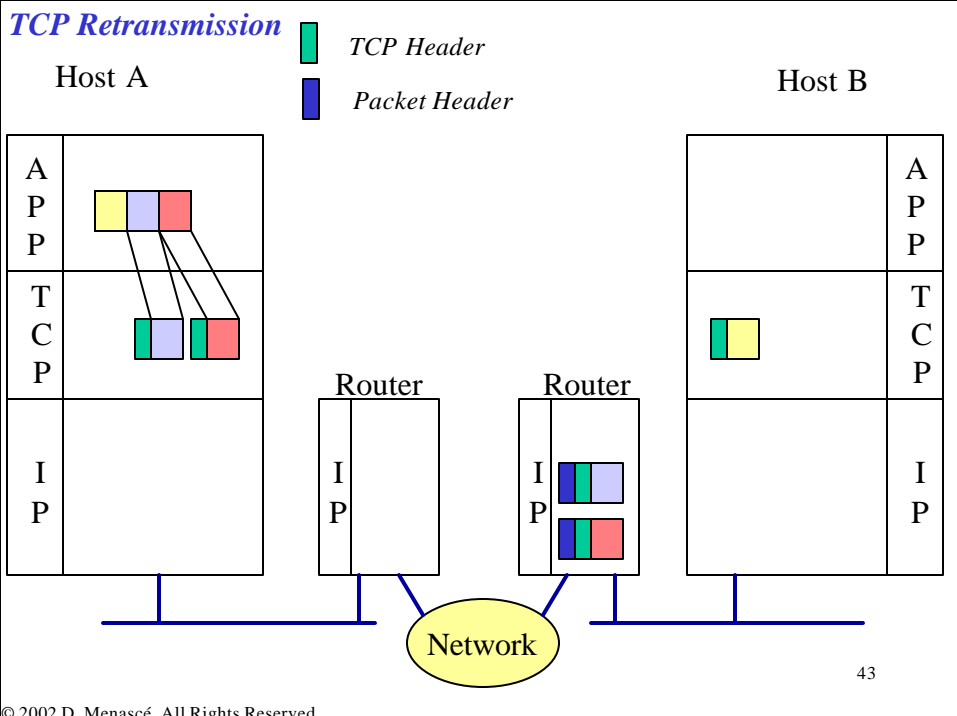 TCP Retransmission
TCP Header
Host A
Host B
Packet Header
A
P
P
A
P
P
T
C
P
T
C
P
Router
Router
I
P
I
P
I
P
I
P
Network
43
© 2002 D. Menascé. All Rights Reserved.